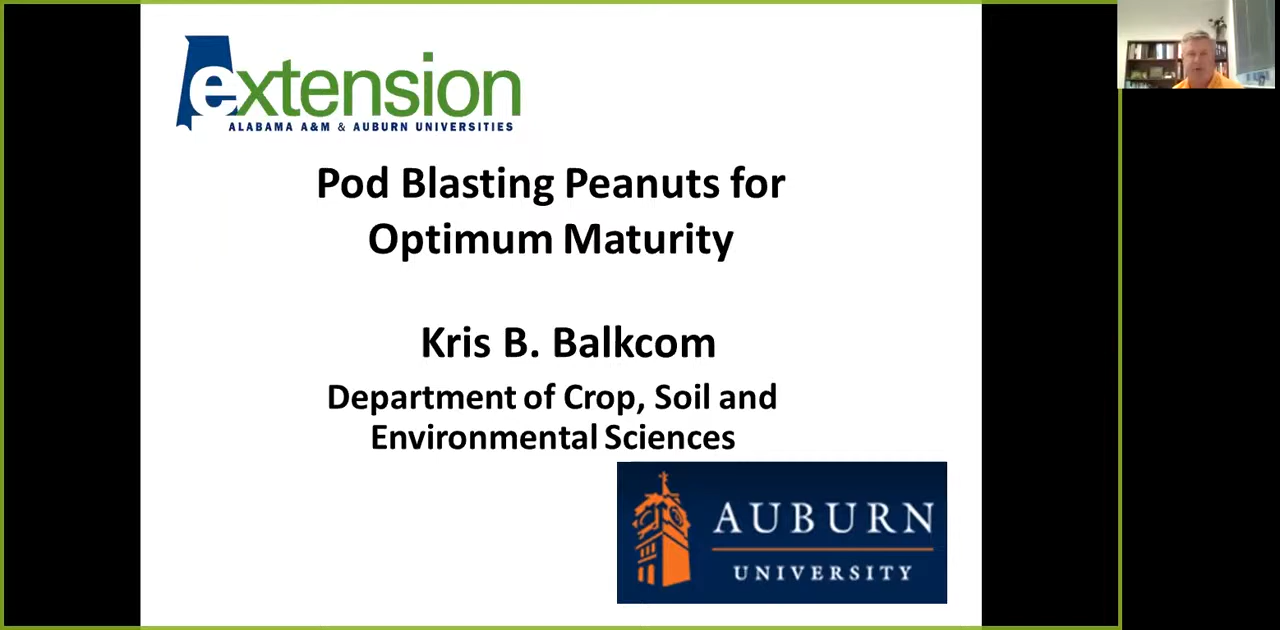 extension
ALABAMA A&M & AUBURN UNIVERSITIES
Pod Blasting Peanuts for
Optimum Maturity
Kris B. Balkcom
Department of Crop, Soil and
Environmental Sciences
AUBURN
UNIVERSITY